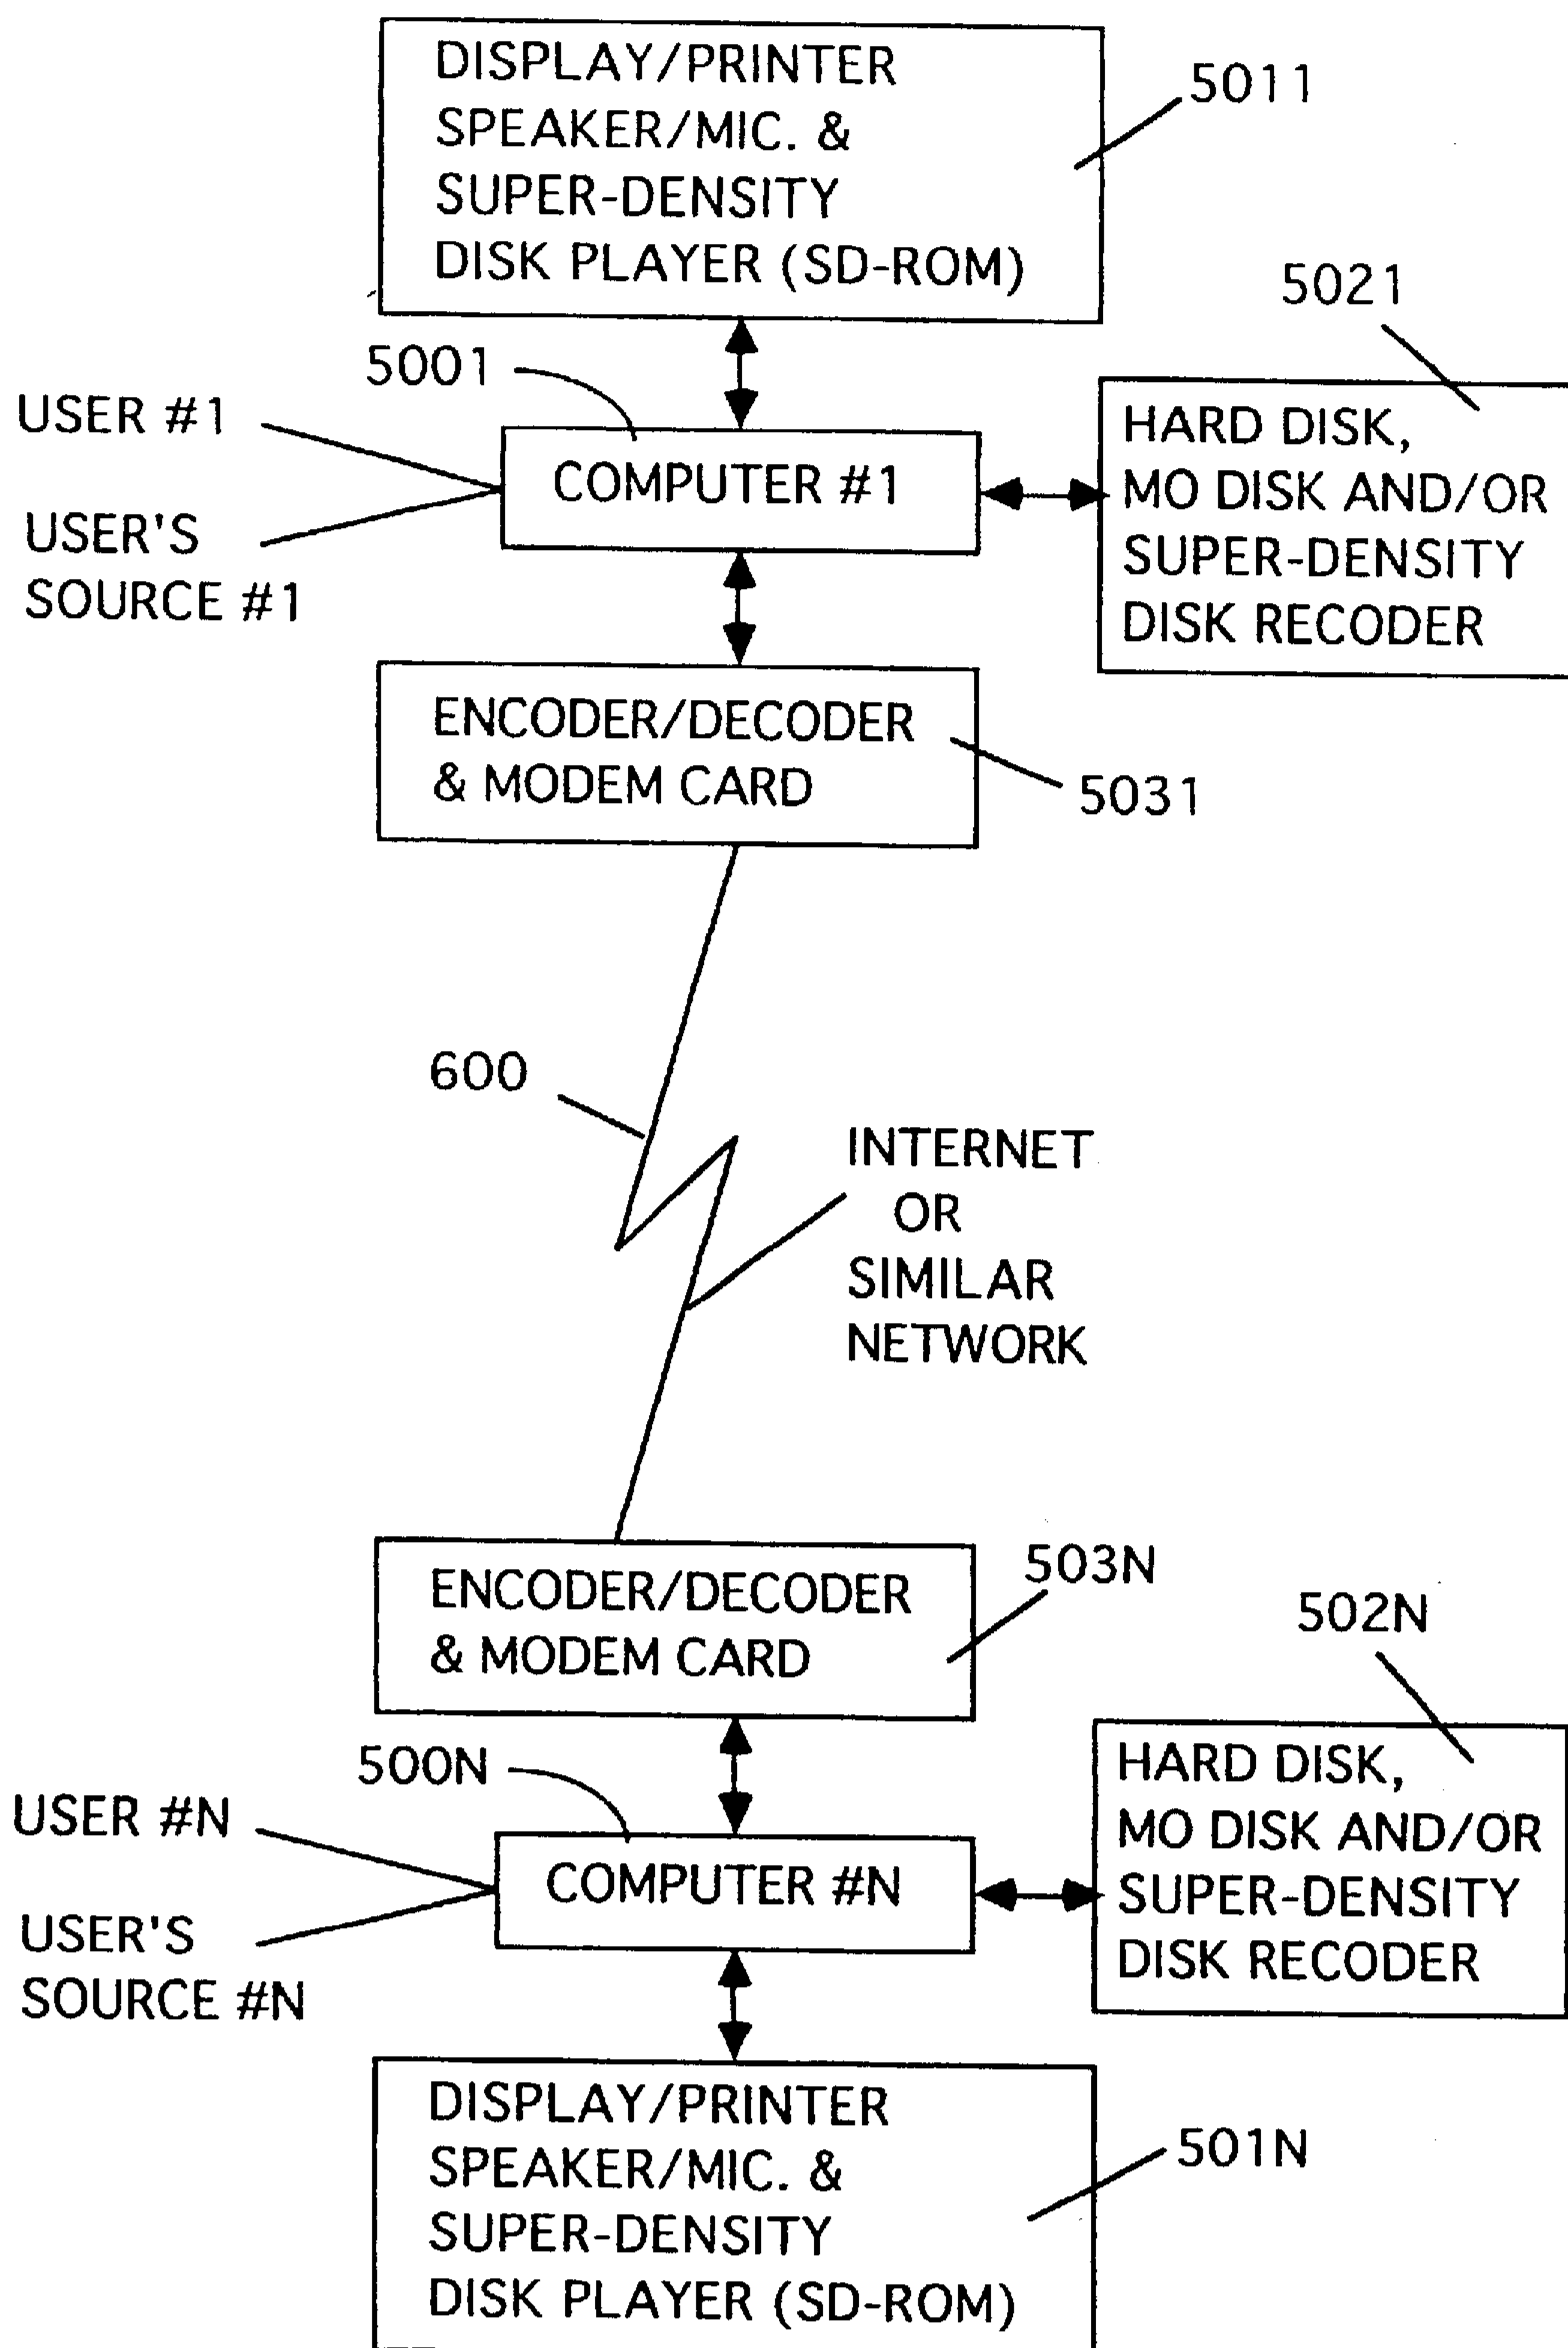 DISPLAY/PRINTER
SPEAKER/MIC. &
SUPER-DENSITY
DISK PLAYER (SD-ROM)
5011
5021
5001
USER #1
USER'S
SOURCE #1
COMPUTER #1
HARD DISK,
MO DISK AND/OR
SUPER-DENSITY
DISK RECODER
ENCODER/DECODER
& MODEM CARD
5031
600
INTERNET
OR
SIMILAR
NETWORK
ENCODER/DECODER
& MODEM CARD
503N
502N
500N
USER #N
USER'S
SOURCE #N
COMPUTER #N
HARD DISK,
MO DISK AND/OR
SUPER-DENSITY
DISK RECODER
DISPLAY/PRINTER
SPEAKER/MIC. &
SUPER-DENSITY
DISK PLAYER (SD-ROM)
501N